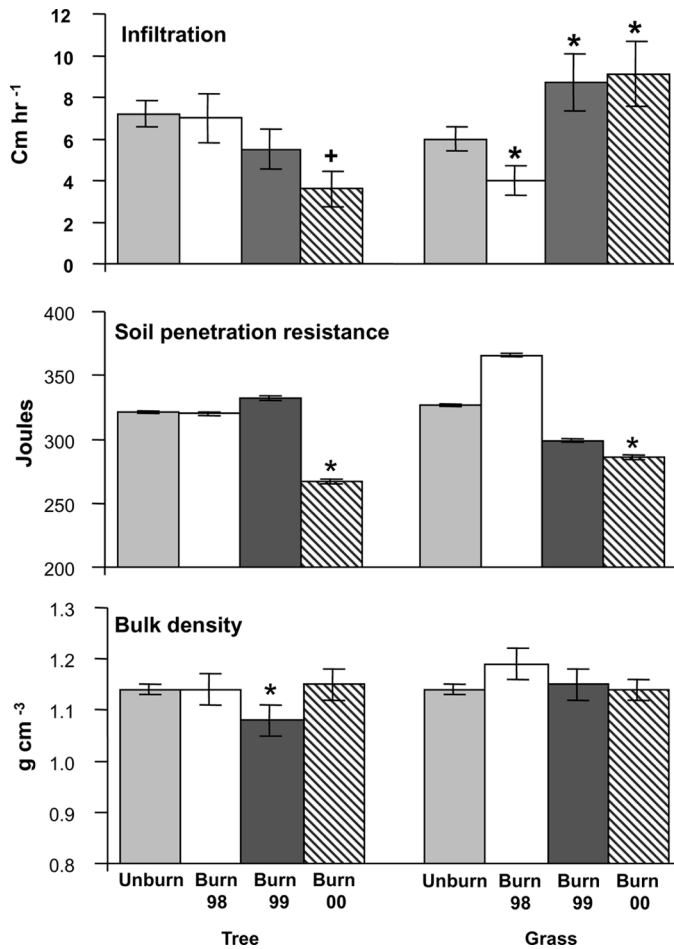 Infiltration
Cm hr -1
12
10
8
6
4
2
0
+
*
*
*
Soil penetration resistance
Joules
400
350
300
250
200
*
*
Bulk density
g cm -3
1.3
1.2
1.1
1.0
0.9
0.8
*
Unburn Burn 98 Burn 99 Burn 00
Tree
Unburn Burn 98 Burn 99 Burn 00
Grass